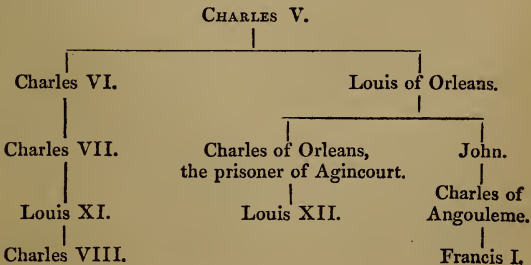 CHARLES V.
Charles VI. Louis of Orleans.
Charles VII. Charles of Orleans, John.
the prisoner of Agincourt.
Charles of
Louis XI. Louis XII. Angouleme.
Charles VIII. Francis I.